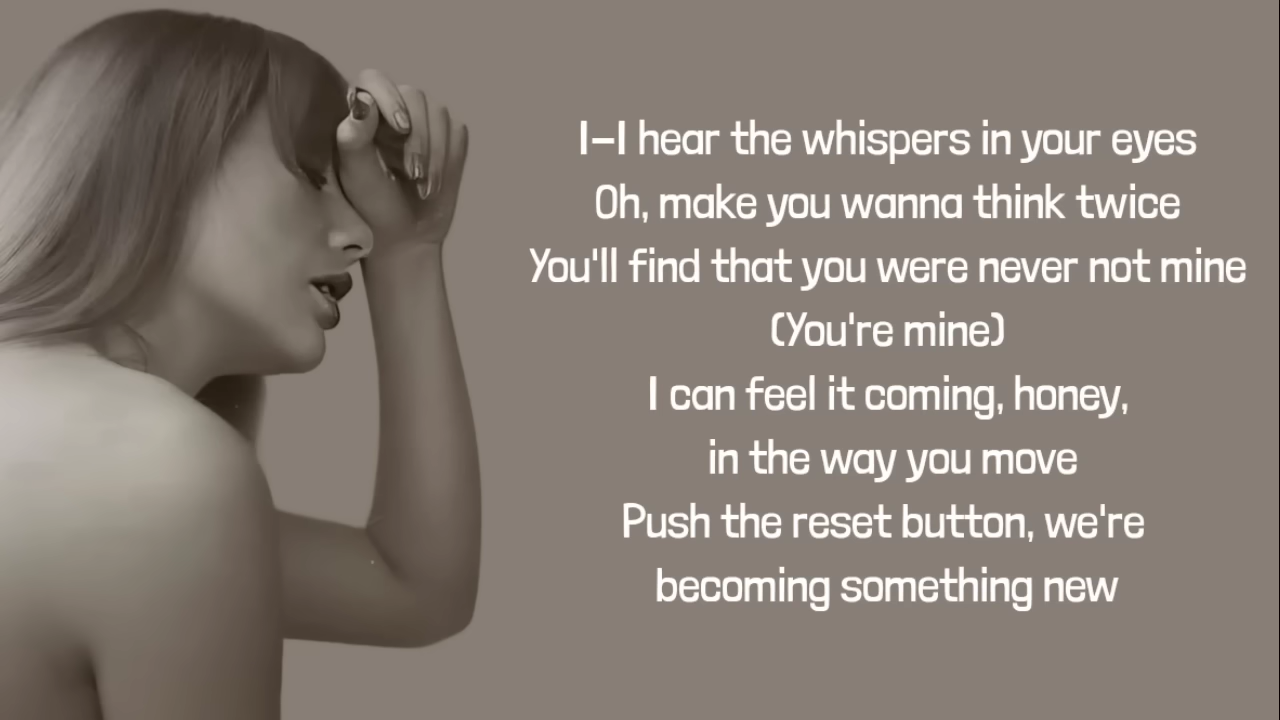 I-I hear the whispers in your eyes
Oh, make you wanna think twice
You'll find that you were never not mine
(You're mine)
I can feel it coming, honey,
in the way you move
Push the reset button, we're
becoming something new